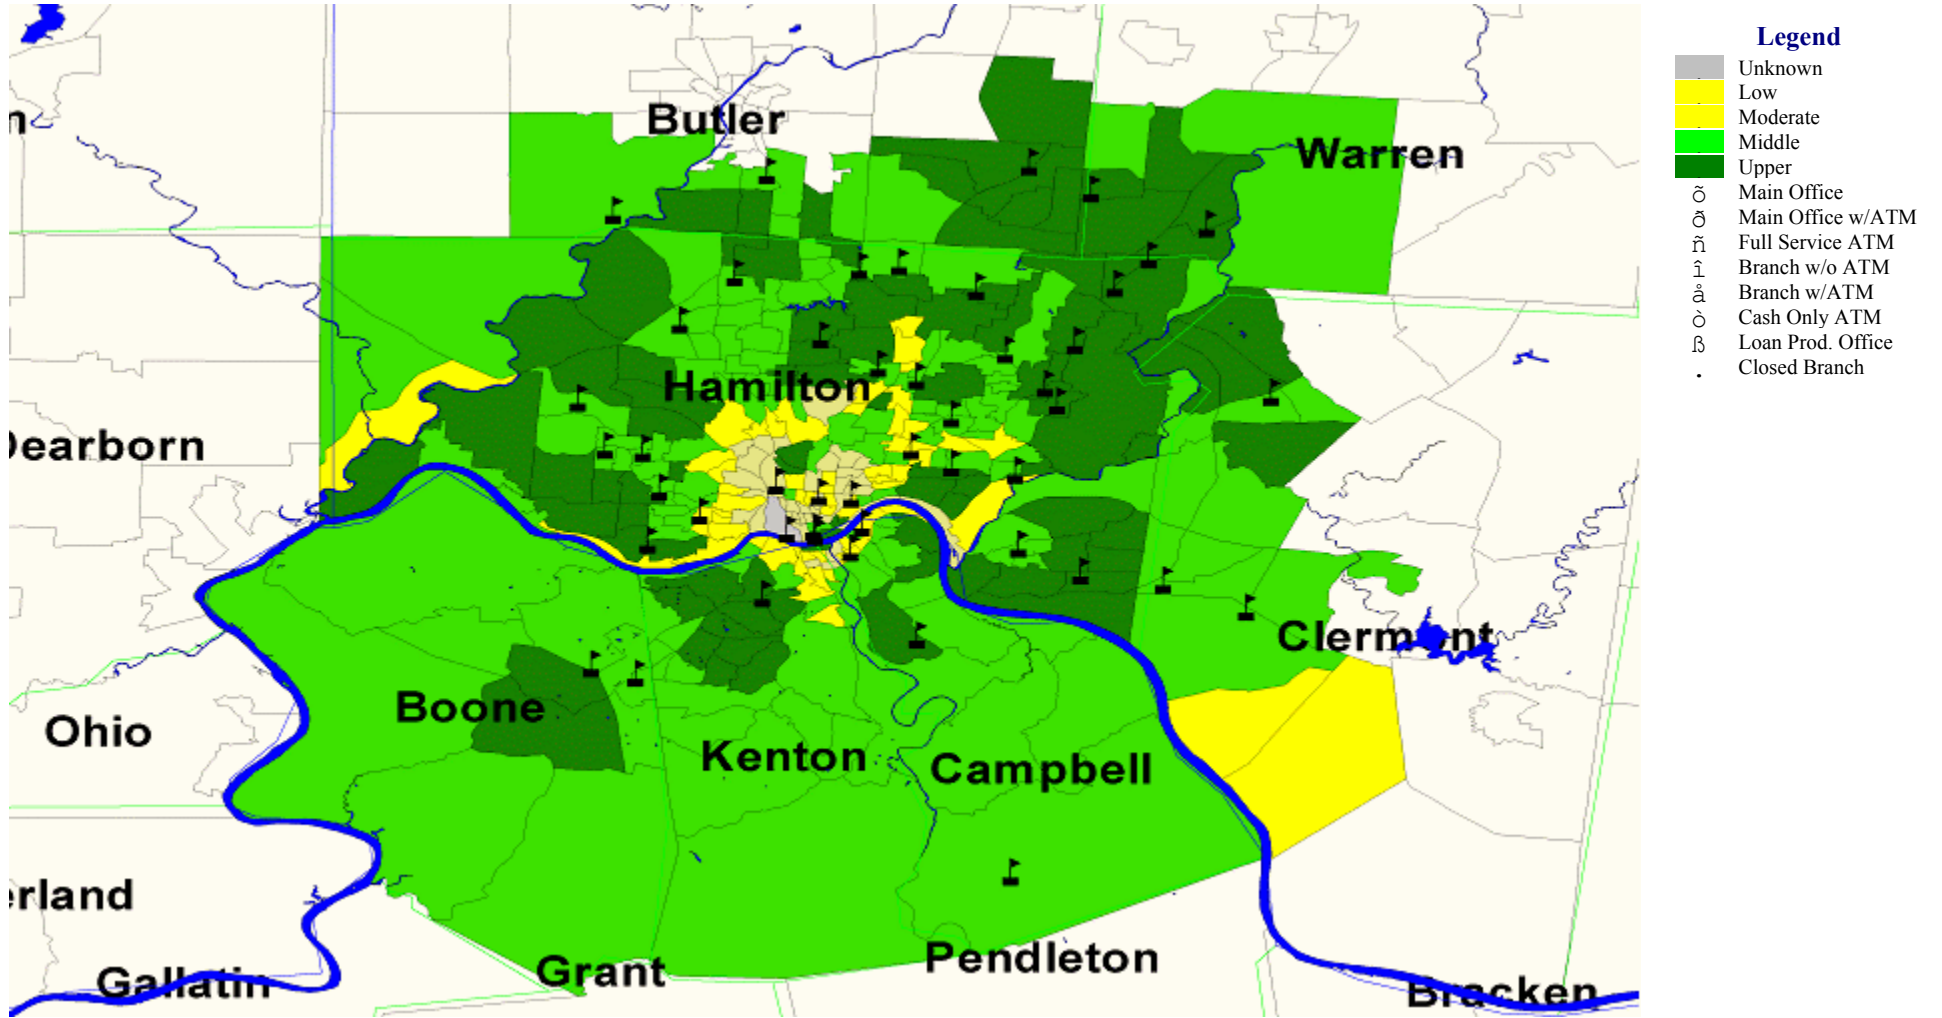 Legend
Unknown
Low
Moderate
Middle
Upper
õ Main Office
ð Main Office w/ATM
ñ Full Service ATM
î Branch w/o ATM
å Branch w/ATM
ò Cash Only ATM
ß Loan Prod. Office
. Closed Branch
n
Butler
Warren
Hamilton
Dearborn
Clermont
Boone
Ohio
Kenton
Campbell
erland
Pendleton
Grant
Gallatin
Bracken